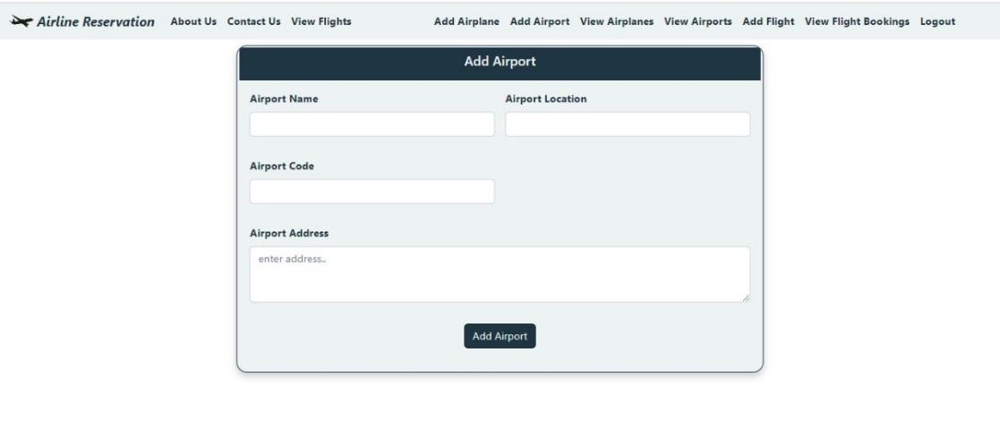 Airline Reservation About Us Contact Us View Flights Add Airplane Add Airport View Airplanes View Airports Add Flight View Flight Bookings Logout
Add Airport
Airport Name Airport Location
Airport Code
Airport Address
enter address..
Add Airport